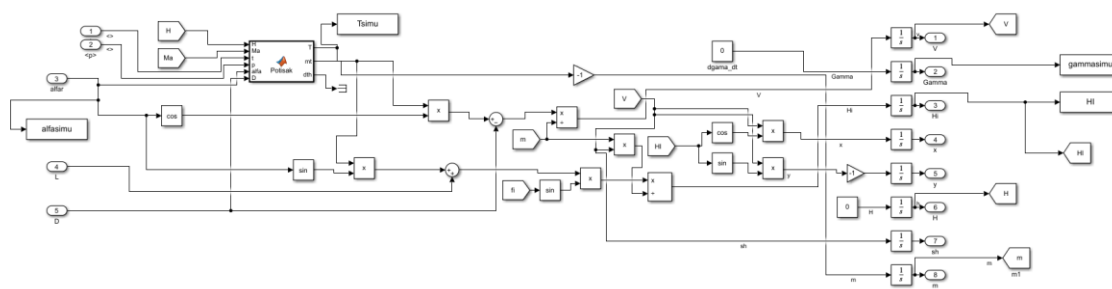 H
V
1
<>
Tsimu
1
V
2
<>
<p>
Ma
H
Ma
t
p
alfa
D
Potisak
T
mt
dth
0
dgama_dt
Gamma
2
Gamma
gammasimu
3
alfar
-1
V
V
Hi
3
Hi
HI
alfasimu
cos
x
+
-
x
÷
m
x
HI
cos
sin
x
x
4
x
Hi
4
L
sin
x
+
+
fi
sin
x
x
÷
y
-1
5
y
5
D
0
H
6
H
H
sh
7
sh
m
8
m
m
m
m1
1
s
1
s
1
s
1
s
1
s
1
s
1
s
1
s